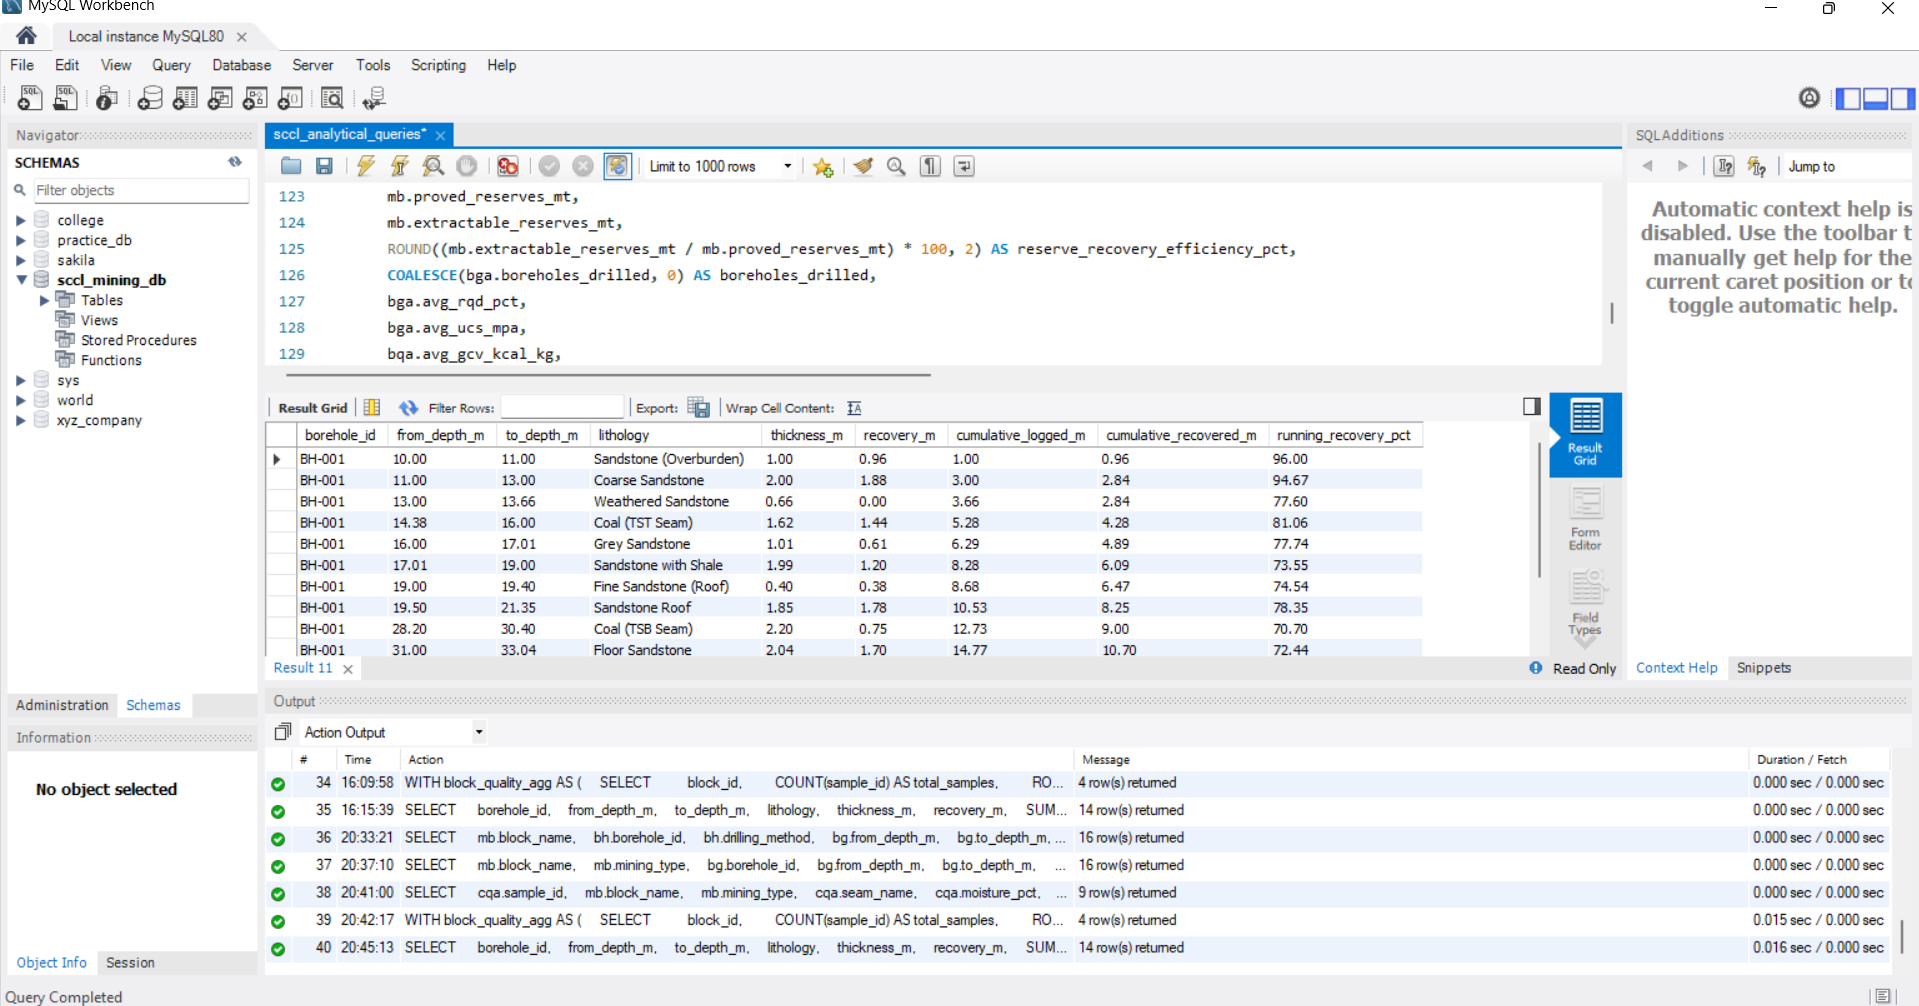 MySQL Workbench
Local instance MySQL80
File Edit View Query Database Server Tools Scripting Help
Navigator
SCHEMAS
Filter objects
college
practice_db
sakila
sccl_mining_db
Tables
Views
Stored Procedures
Functions
sys
world
xyz_company
Administration Schemas
Information
No object selected
Object Info Session
Query Completed
sccl_analytical_queries*
Limit to 1000 rows
123 mb.proved_reserves_mt,
124 mb.extractable_reserves_mt,
125 ROUND((mb.extractable_reserves_mt / mb.proved_reserves_mt) * 100, 2) AS reserve_recovery_efficiency_pct,
126 COALESCE(bga.boreholes_drilled, 0) AS boreholes_drilled,
127 bga.avg_rqd_pct,
128 bga.avg_ucs_mpa,
129 bqa.avg_gcv_kcal_kg,
Result Grid Filter Rows: Export: Wrap Cell Content:
borehole_id from_depth_m to_depth_m lithology thickness_m recovery_m cumulative_logged_m cumulative_recovered_m running_recovery_pct
BH-001 10.00 11.00 Sandstone (Overburden) 1.00 0.96 1.00 0.96 96.00
BH-001 11.00 13.00 Coarse Sandstone 2.00 1.88 3.00 2.84 94.67
BH-001 13.00 13.66 Weathered Sandstone 0.66 0.00 3.66 2.84 77.60
BH-001 14.38 16.00 Coal (TST Seam) 1.62 1.44 5.28 4.28 81.06
BH-001 16.00 17.01 Grey Sandstone 1.01 0.61 6.29 4.89 77.74
BH-001 17.01 19.00 Sandstone with Shale 1.99 1.20 8.28 6.09 73.55
BH-001 19.00 19.40 Fine Sandstone (Roof) 0.40 0.38 8.68 6.47 74.54
BH-001 19.50 21.35 Sandstone Roof 1.85 1.78 10.53 8.25 78.35
BH-001 28.20 30.40 Coal (TSB Seam) 2.20 0.75 12.73 9.00 70.70
BH-001 31.00 33.04 Floor Sandstone 2.04 1.70 14.77 10.70 72.44
Result Grid
Form Editor
Field Types
Result 11
Read Only
SQLAdditions
Jump to
Automatic context help is
disabled. Use the toolbar t
manually get help for the
current caret position or to
toggle automatic help.
Context Help Snippets
Output
Action Output
# Time Action Message Duration / Fetch
34 16:09:58 WITH block_quality_agg AS ( SELECT block_id, COUNT(sample_id) AS total_samples, RO... 4 row(s) returned 0.000 sec / 0.000 sec
35 16:15:39 SELECT borehole_id, from_depth_m, to_depth_m, lithology, thickness_m, recovery_m, SUM... 14 row(s) returned 0.000 sec / 0.000 sec
36 20:33:21 SELECT mb.block_name, bh.borehole_id, bh.drilling_method, bg.from_depth_m, bg.to_depth_m, ... 16 row(s) returned 0.000 sec / 0.000 sec
37 20:37:10 SELECT mb.block_name, mb.mining_type, bg.borehole_id, bg.from_depth_m, bg.to_depth_m, ... 16 row(s) returned 0.000 sec / 0.000 sec
38 20:41:00 SELECT cqa.sample_id, mb.block_name, mb.mining_type, cqa.seam_name, cqa.moisture_pct, ... 9 row(s) returned 0.000 sec / 0.000 sec
39 20:42:17 WITH block_quality_agg AS ( SELECT block_id, COUNT(sample_id) AS total_samples, RO... 4 row(s) returned 0.015 sec / 0.000 sec
40 20:45:13 SELECT borehole_id, from_depth_m, to_depth_m, lithology, thickness_m, recovery_m, SUM... 14 row(s) returned 0.016 sec / 0.000 sec